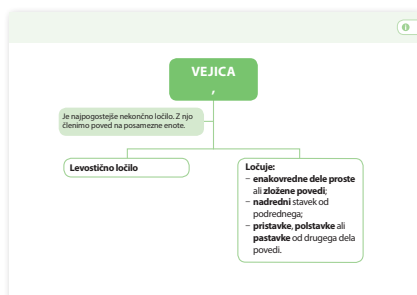 VEJICA
,
Je najpogostejše nekončno ločilo. Z njo
členimo poved na posamezne enote.
Levostično ločilo
Ločuje:
– enakovredne dele proste
ali zložene povedi;
– nadredni stavek od
podrednega;
– pristavke, polstavke ali
pastavke od drugega dela
povedi.